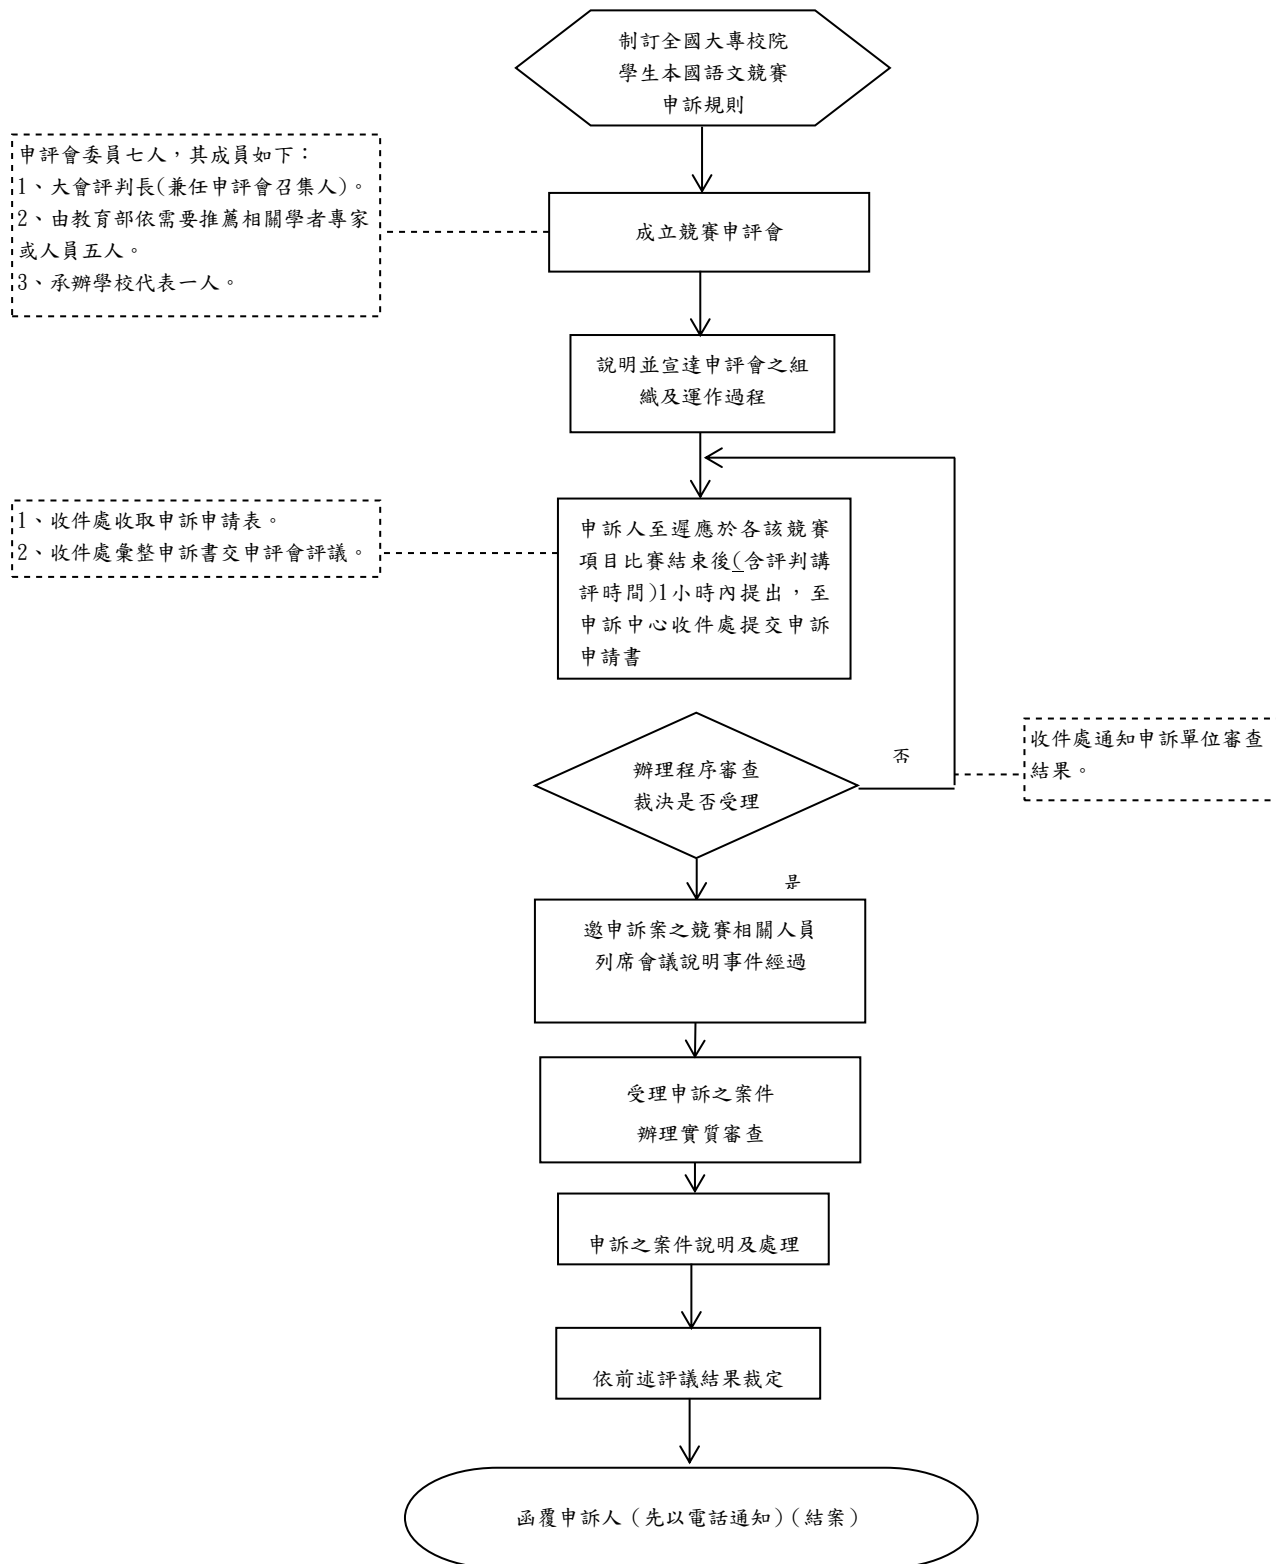 制訂全國大專校院
學生本國語文競賽
申訴規則
申評會委員七人，其成員如下：
1、大會評判長(兼任申評會召集人)。
2、由教育部依需要推薦相關學者專家
或人員五人。
3、承辦學校代表一人。
成立競賽申評會
說明並宣達申評會之組
織及運作過程
1、收件處收取申訴申請表。
2、收件處彙整申訴書交申評會評議。
申訴人至遲應於各該競賽
項目比賽結束後(含評判講
評時間)1小時內提出，至
申訴中心收件處提交申訴
申請書
辦理程序審查
裁決是否受理
否
收件處通知申訴單位審查
結果。
是
邀申訴案之競賽相關人員
列席會議說明事件經過
受理申訴之案件
辦理實質審查
申訴之案件說明及處理
依前述評議結果裁定
函覆申訴人（先以電話通知）(結案）